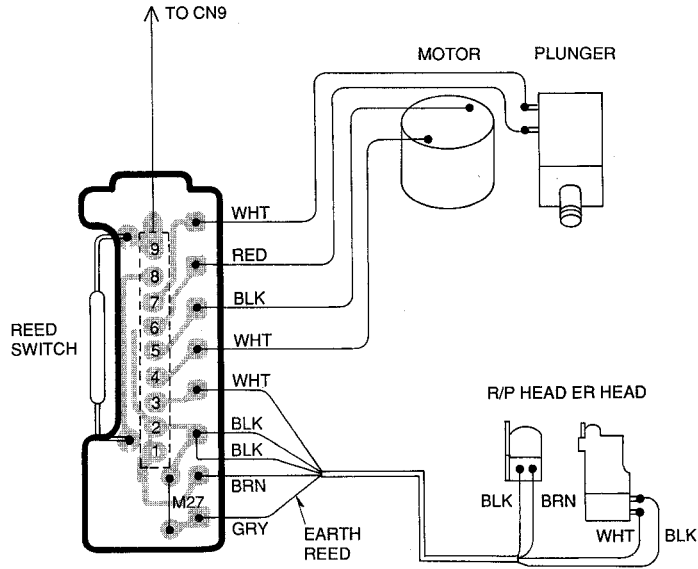 TO CN9
MOTOR
PLUNGER
WHT
RED
BLK
WHT
WHT
BLK
BLK
BRN
GRY
9
8
7
6
5
4
3
2
1
M27
REED
SWITCH
EARTH
REED
R/P HEAD ER HEAD
BLK
BRN
WHT
BLK